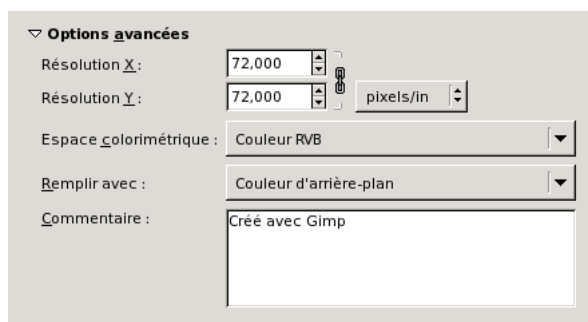 Options avancées
Résolution X : 72,000
Résolution Y : 72,000 pixels/in
Espace colorimétrique : Couleur RVB
Remplir avec : Couleur d'arrière-plan
Commentaire : Créé avec Gimp